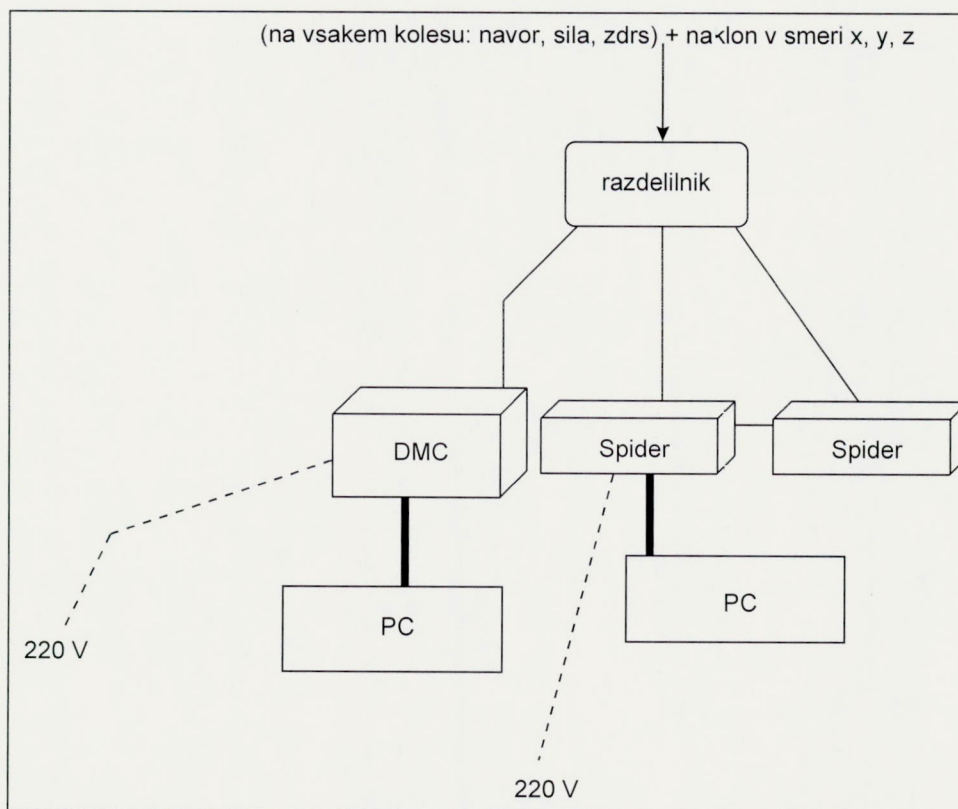 (na vsakem kolesu: navor, sila, zdrs) + naklon v smeri x, y, z
razdelilnik
DMC
Spider
Spider
PC
PC
220 V
220 V